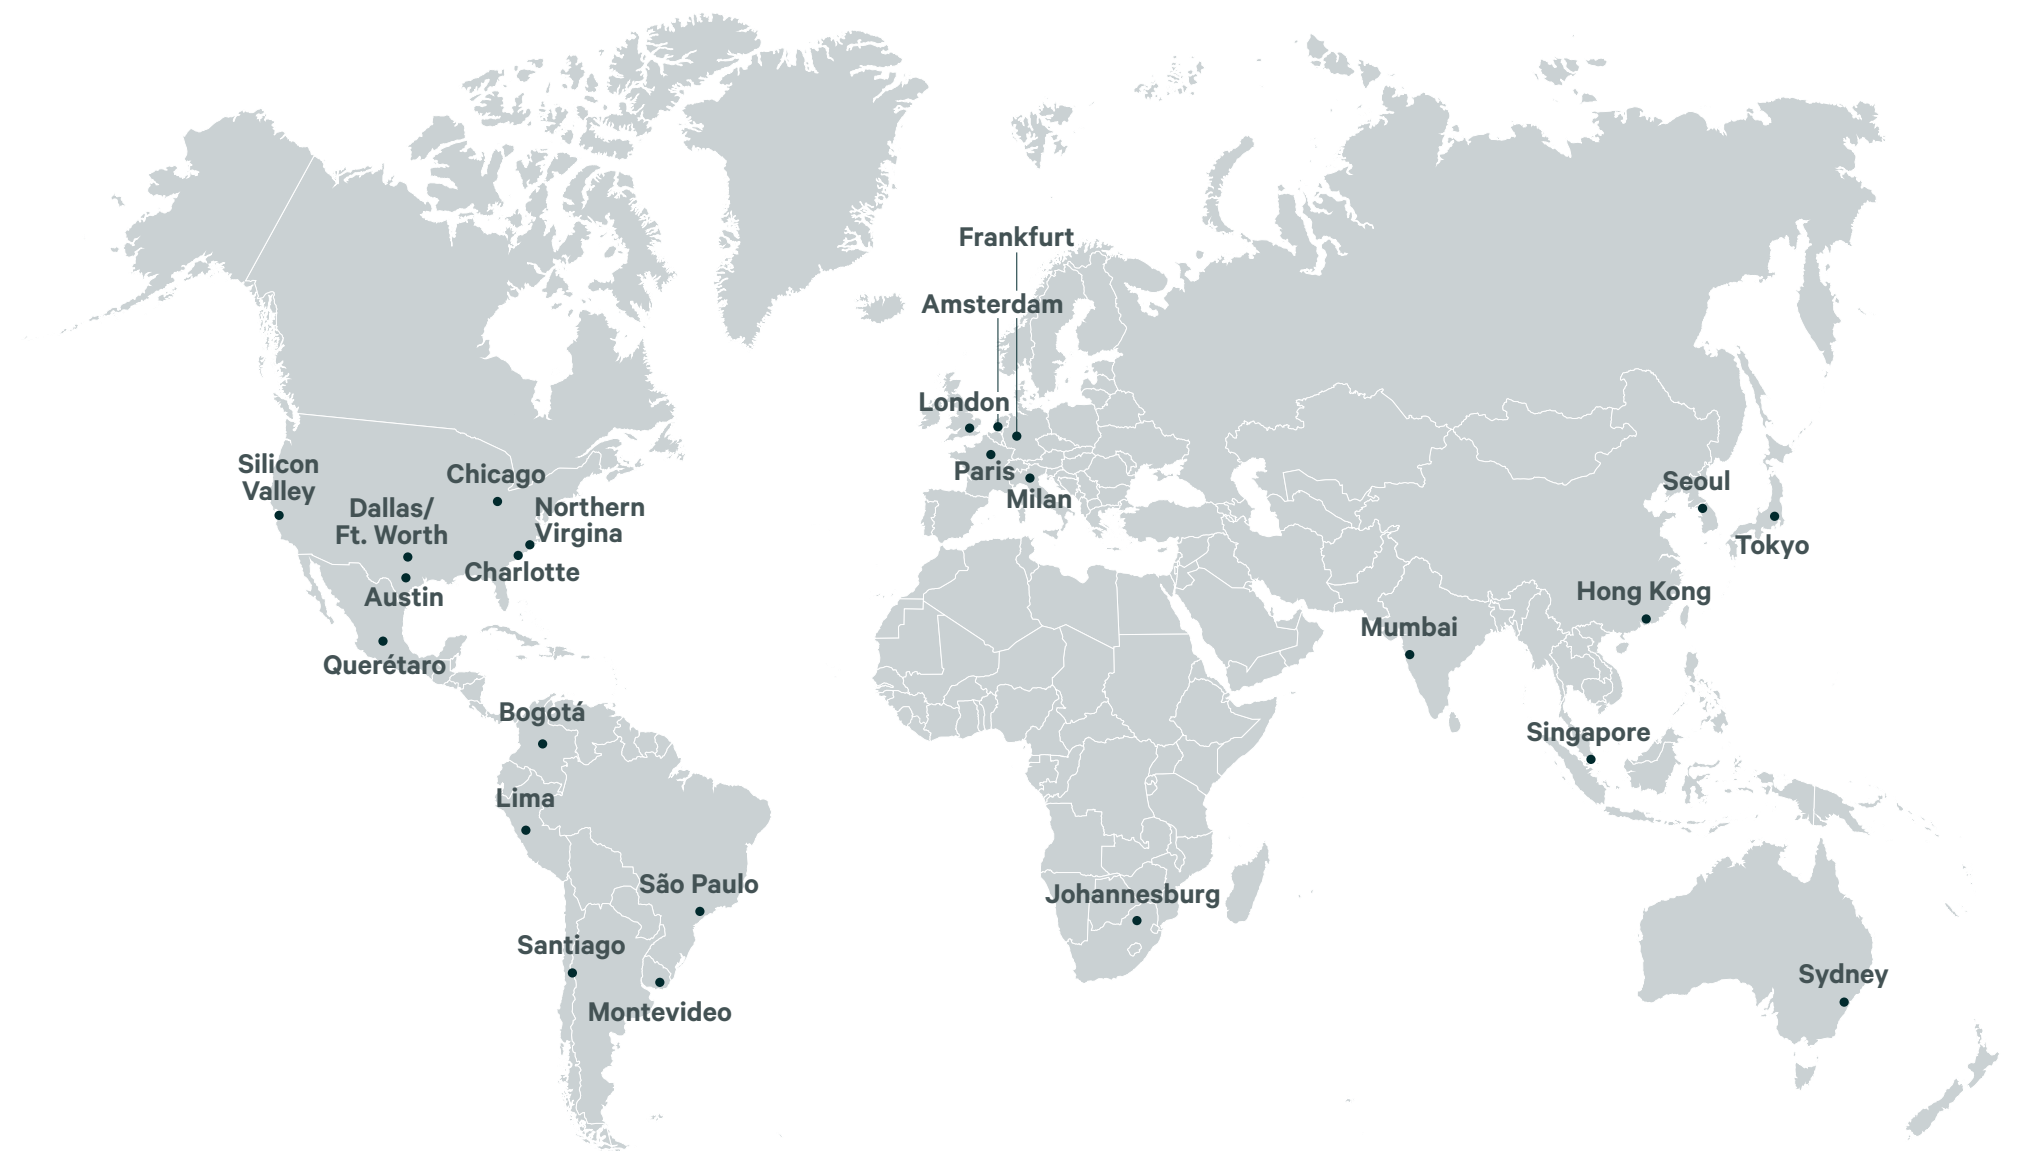 Frankfurt
Amsterdam
London
Paris
Milan
Silicon
Valley
Chicago
Dallas/
Ft. Worth
Northern
Virgina
Charlotte
Austin
Querétaro
Seoul
Tokyo
Hong Kong
Mumbai
Singapore
Bogotá
Lima
São Paulo
Santiago
Montevideo
Johannesburg
Sydney